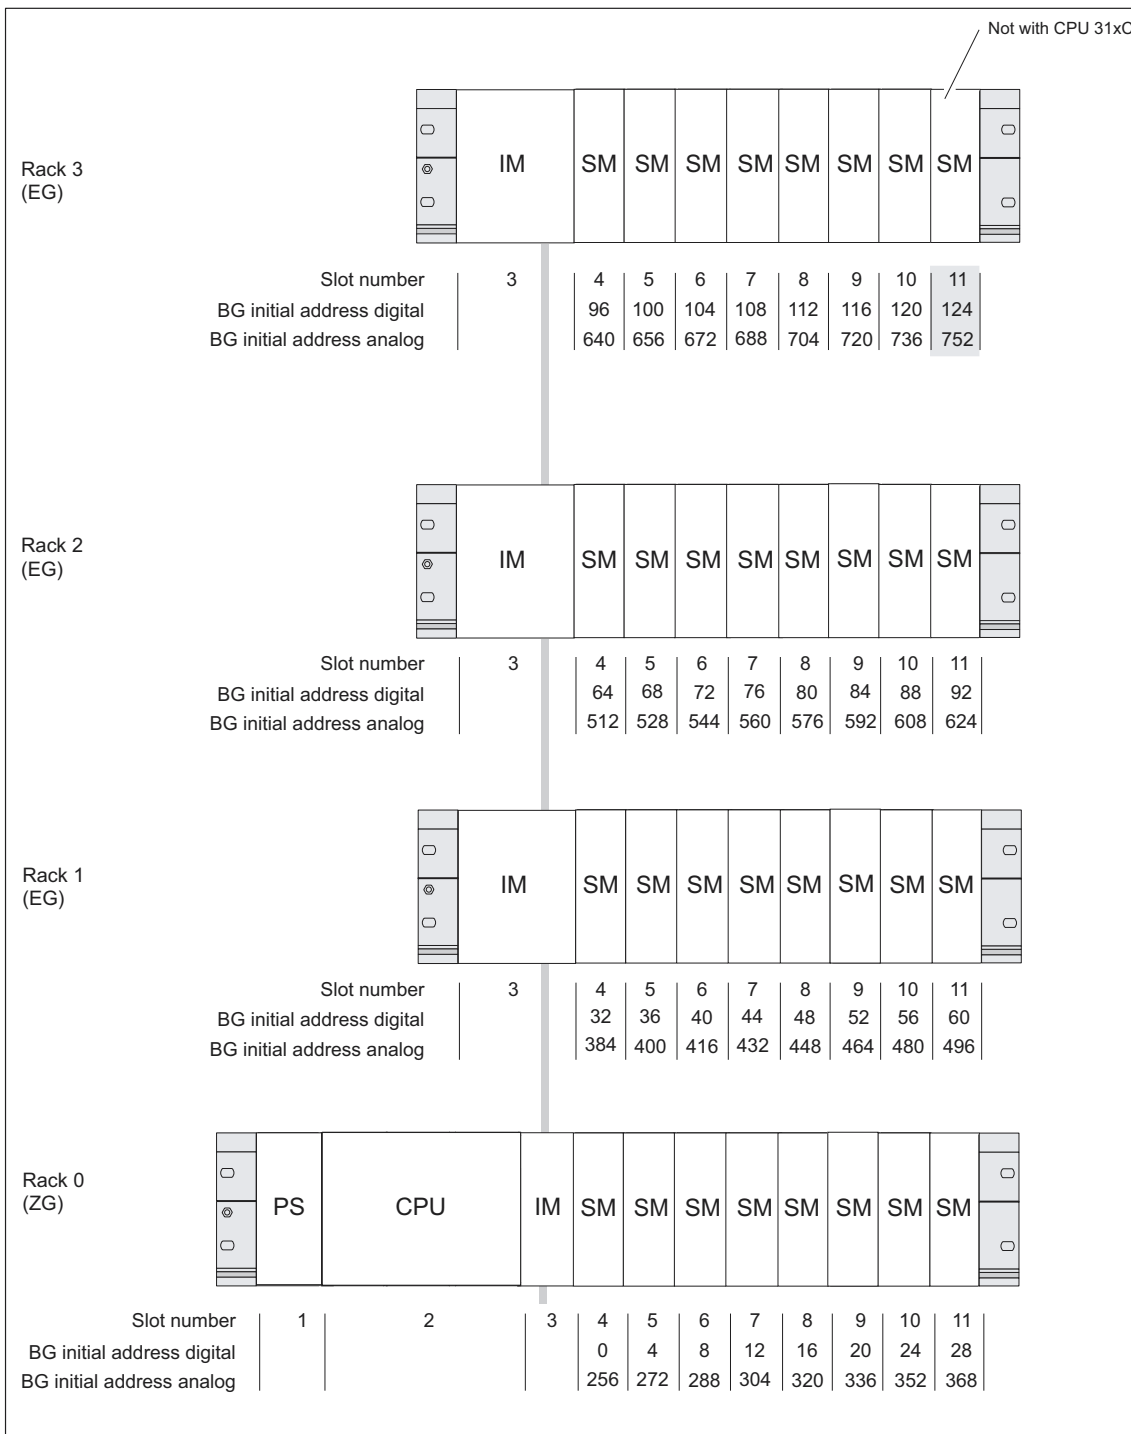 Not with CPU 31xC
Rack 3
(EG)
IM SM SM SM SM SM SM SM SM
Slot number 3 4 5 6 7 8 9 10 11
BG initial address digital 96 100 104 108 112 116 120 124
BG initial address analog 640 656 672 688 704 720 736 752
Rack 2
(EG)
IM SM SM SM SM SM SM SM SM
Slot number 3 4 5 6 7 8 9 10 11
BG initial address digital 64 68 72 76 80 84 88 92
BG initial address analog 512 528 544 560 576 592 608 624
Rack 1
(EG)
IM SM SM SM SM SM SM SM SM
Slot number 3 4 5 6 7 8 9 10 11
BG initial address digital 32 36 40 44 48 52 56 60
BG initial address analog 384 400 416 432 448 464 480 496
Rack 0
(ZG)
PS CPU IM SM SM SM SM SM SM SM SM
Slot number 1 2 3 4 5 6 7 8 9 10 11
BG initial address digital 0 4 8 12 16 20 24 28
BG initial address analog 256 272 288 304 320 336 352 368